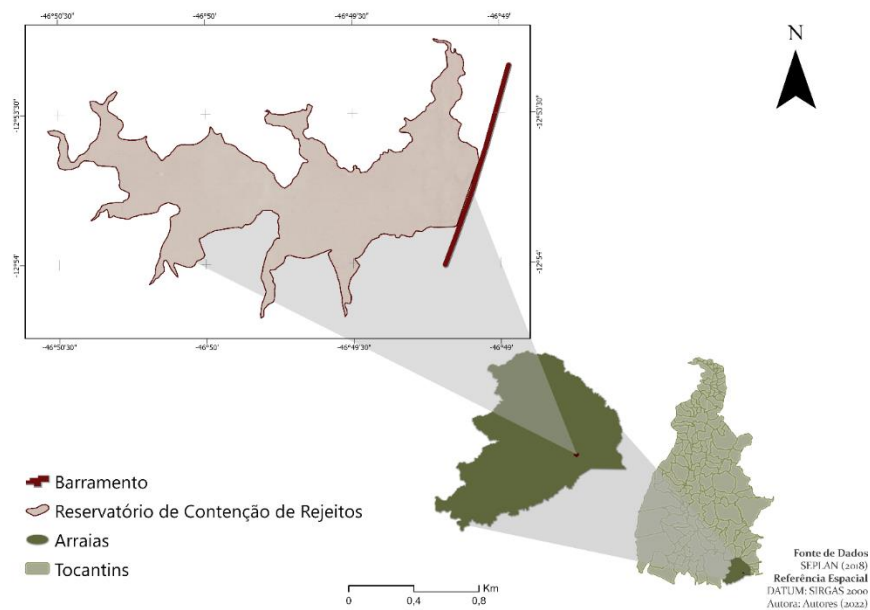 -46°50'30" -46°50' -46°49'30" -46°49'
N
-12°53'30" -12°53'30"
-12°54' -12°54'
-46°50'30" -46°50' -46°49'30" -46°49'
Barramento
Reservatório de Contenção de Rejeitos
Arraias
Tocantins
Km
0 0,4 0,8
Fonte de Dados
SEPLAN (2018)
Referência Espacial
DATUM: SIRGAS 2000
Autora: Autores (2022)